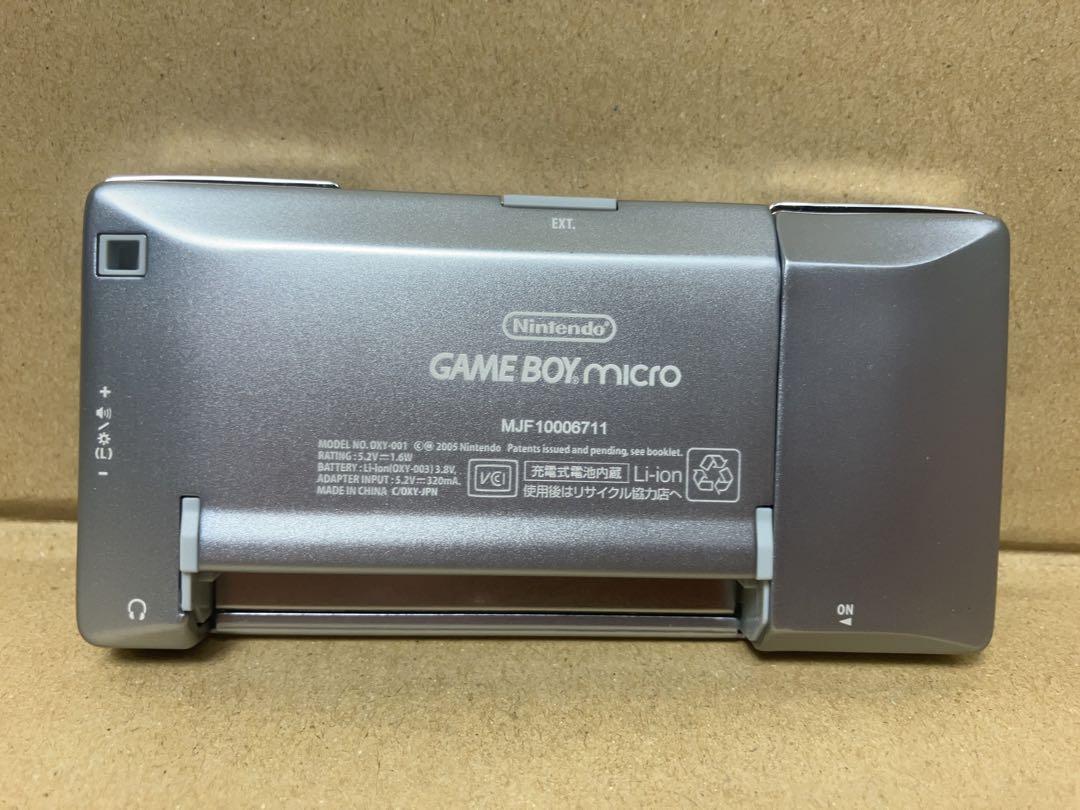 EXT.
Nintendo®
GAME BOY® micro
MJF10006711
MODEL NO. OXY-001 ©Ⓜ 2005 Nintendo Patents issued and pending, see booklet.
RATING : 5.2V⎓1.6W
BATTERY : Li-ion(OXY-003) 3.8V,
ADAPTER INPUT : 5.2V⎓320mA.
MADE IN CHINA C/OXY-JPN
VCI
充電式電池内蔵 Li-ion
使用後はリサイクル協力店へ
+
(L)
−
ON